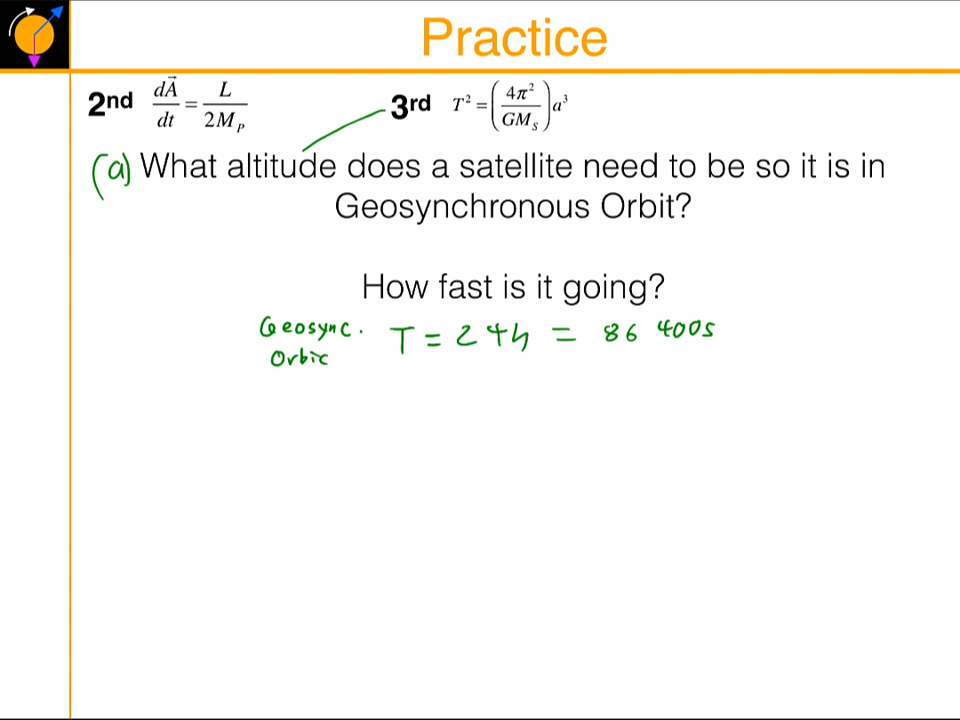 Practice
2nd dA⃗/dt = L/2M_P 3rd T² = (4π²/GM_S) a³
(a) What altitude does a satellite need to be so it is in
Geosynchronous Orbit?
How fast is it going?
Geosync. T = 24h = 86 400s
Orbit